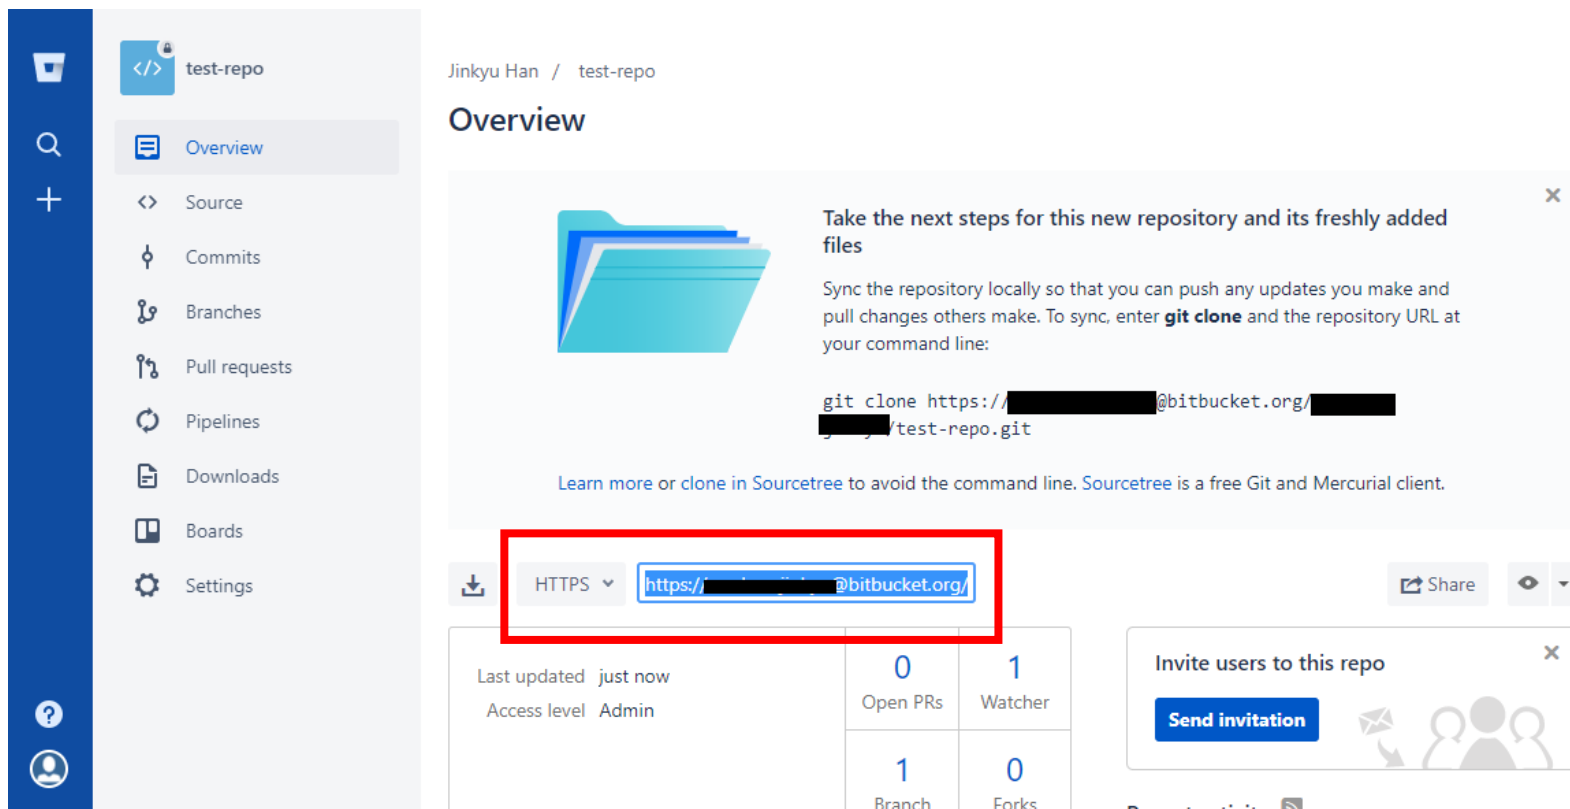 test-repo
Overview
Source
Commits
Branches
Pull requests
Pipelines
Downloads
Boards
Settings
Jinkyu Han / test-repo
Overview
Take the next steps for this new repository and its freshly added
files
Sync the repository locally so that you can push any updates you make and
pull changes others make. To sync, enter git clone and the repository URL at
your command line:
git clone https:// @bitbucket.org/
/test-repo.git
Learn more or clone in Sourcetree to avoid the command line. Sourcetree is a free Git and Mercurial client.
HTTPS https:// @bitbucket.org/
Share
Last updated just now
Access level Admin
0
Open PRs
1
Watcher
1
Branch
0
Forks
Invite users to this repo
Send invitation